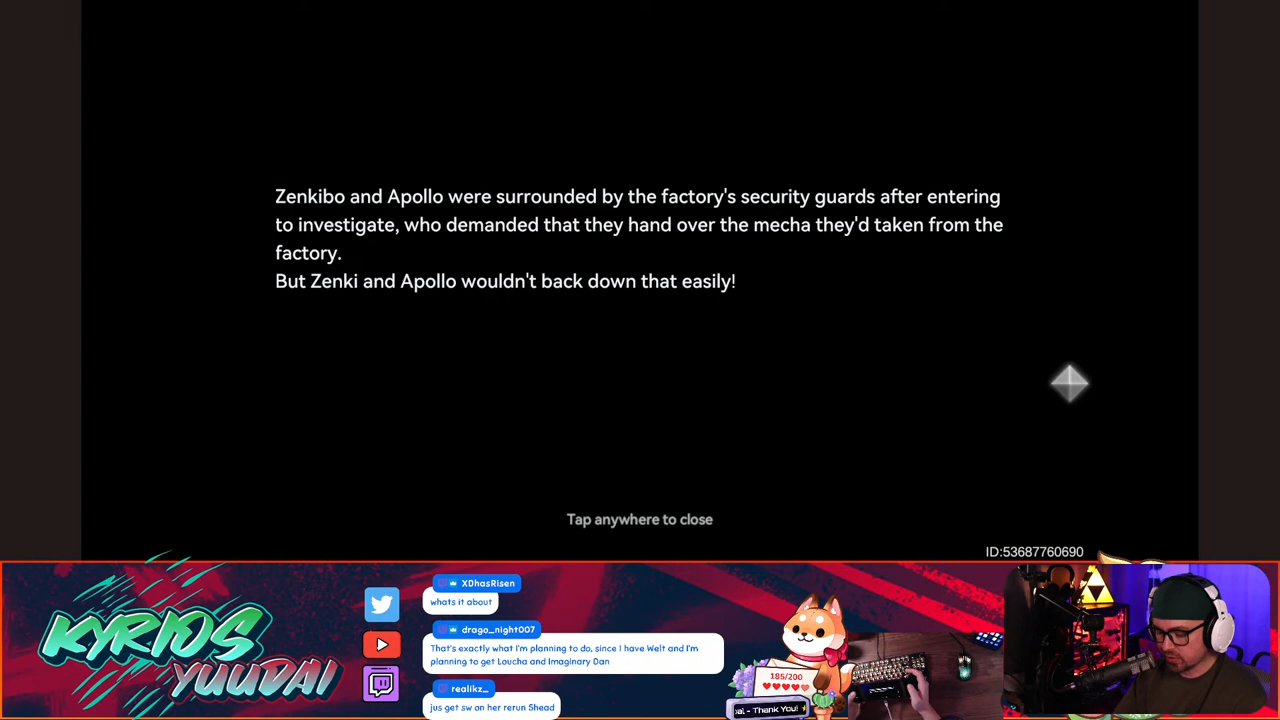 Zenkibo and Apollo were surrounded by the factory's security guards after entering
to investigate, who demanded that they hand over the mecha they'd taken from the
factory.
But Zenki and Apollo wouldn't back down that easily!
Tap anywhere to close
ID:53687760690
KYRIOS
YUUDAI
XDhasRisen
whats it about
drago_night007
That's exactly what I'm planning to do, since I have Welt and I'm
planning to get Loucha and Imaginary Dan
realikz_
jus get sw on her rerun Shead
185/200
al - Thank You!